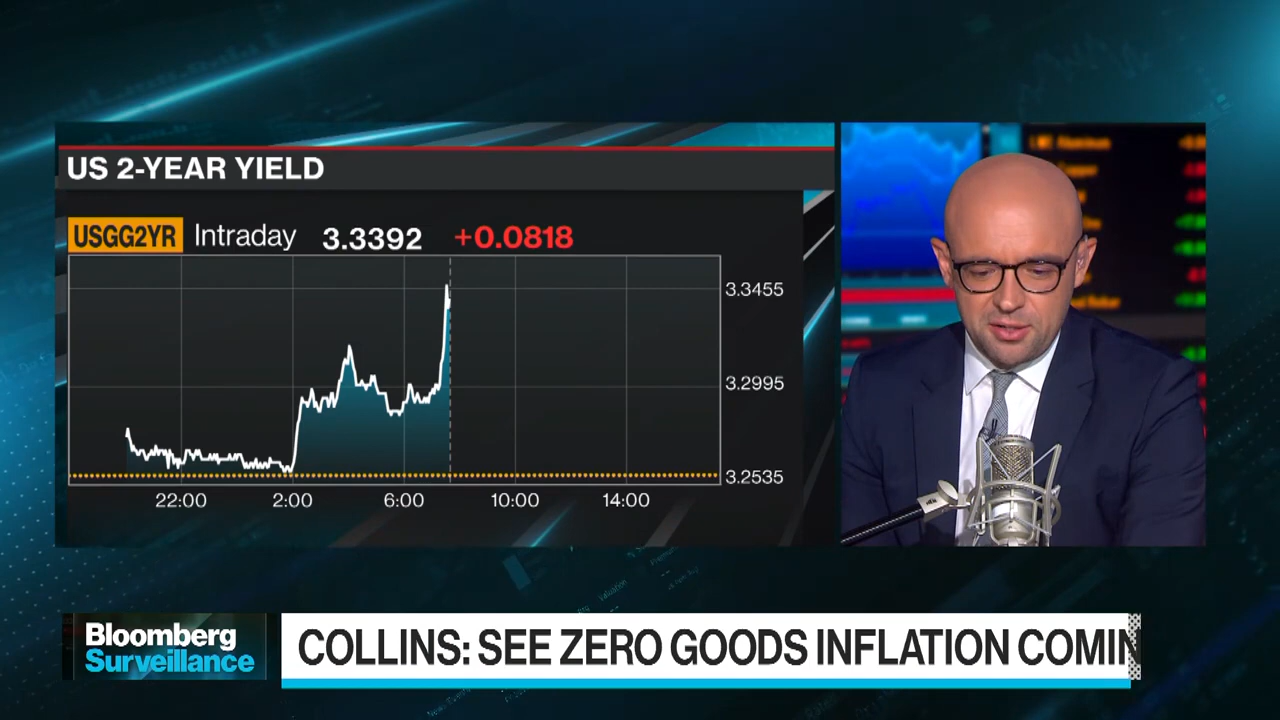 US 2-YEAR YIELD
USGG2YR Intraday 3.3392 +0.0818
3.3455
3.2995
3.2535
22:00 2:00 6:00 10:00 14:00
Aluminum
Bloomberg
Surveillance
COLLINS: SEE ZERO GOODS INFLATION COMIN